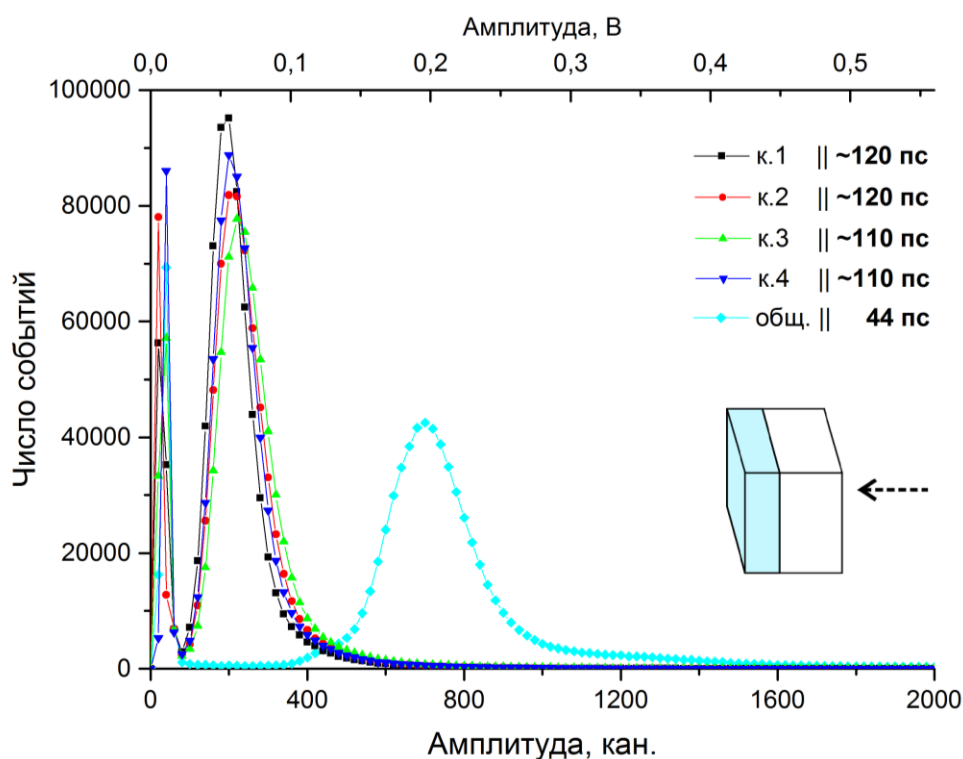 Амплитуда, В
0,0 0,1 0,2 0,3 0,4 0,5
100000
80000
60000
40000
20000
0
Число событий
к.1 || ~120 пс
к.2 || ~120 пс
к.3 || ~110 пс
к.4 || ~110 пс
общ. || 44 пс
0 400 800 1200 1600 2000
Амплитуда, кан.